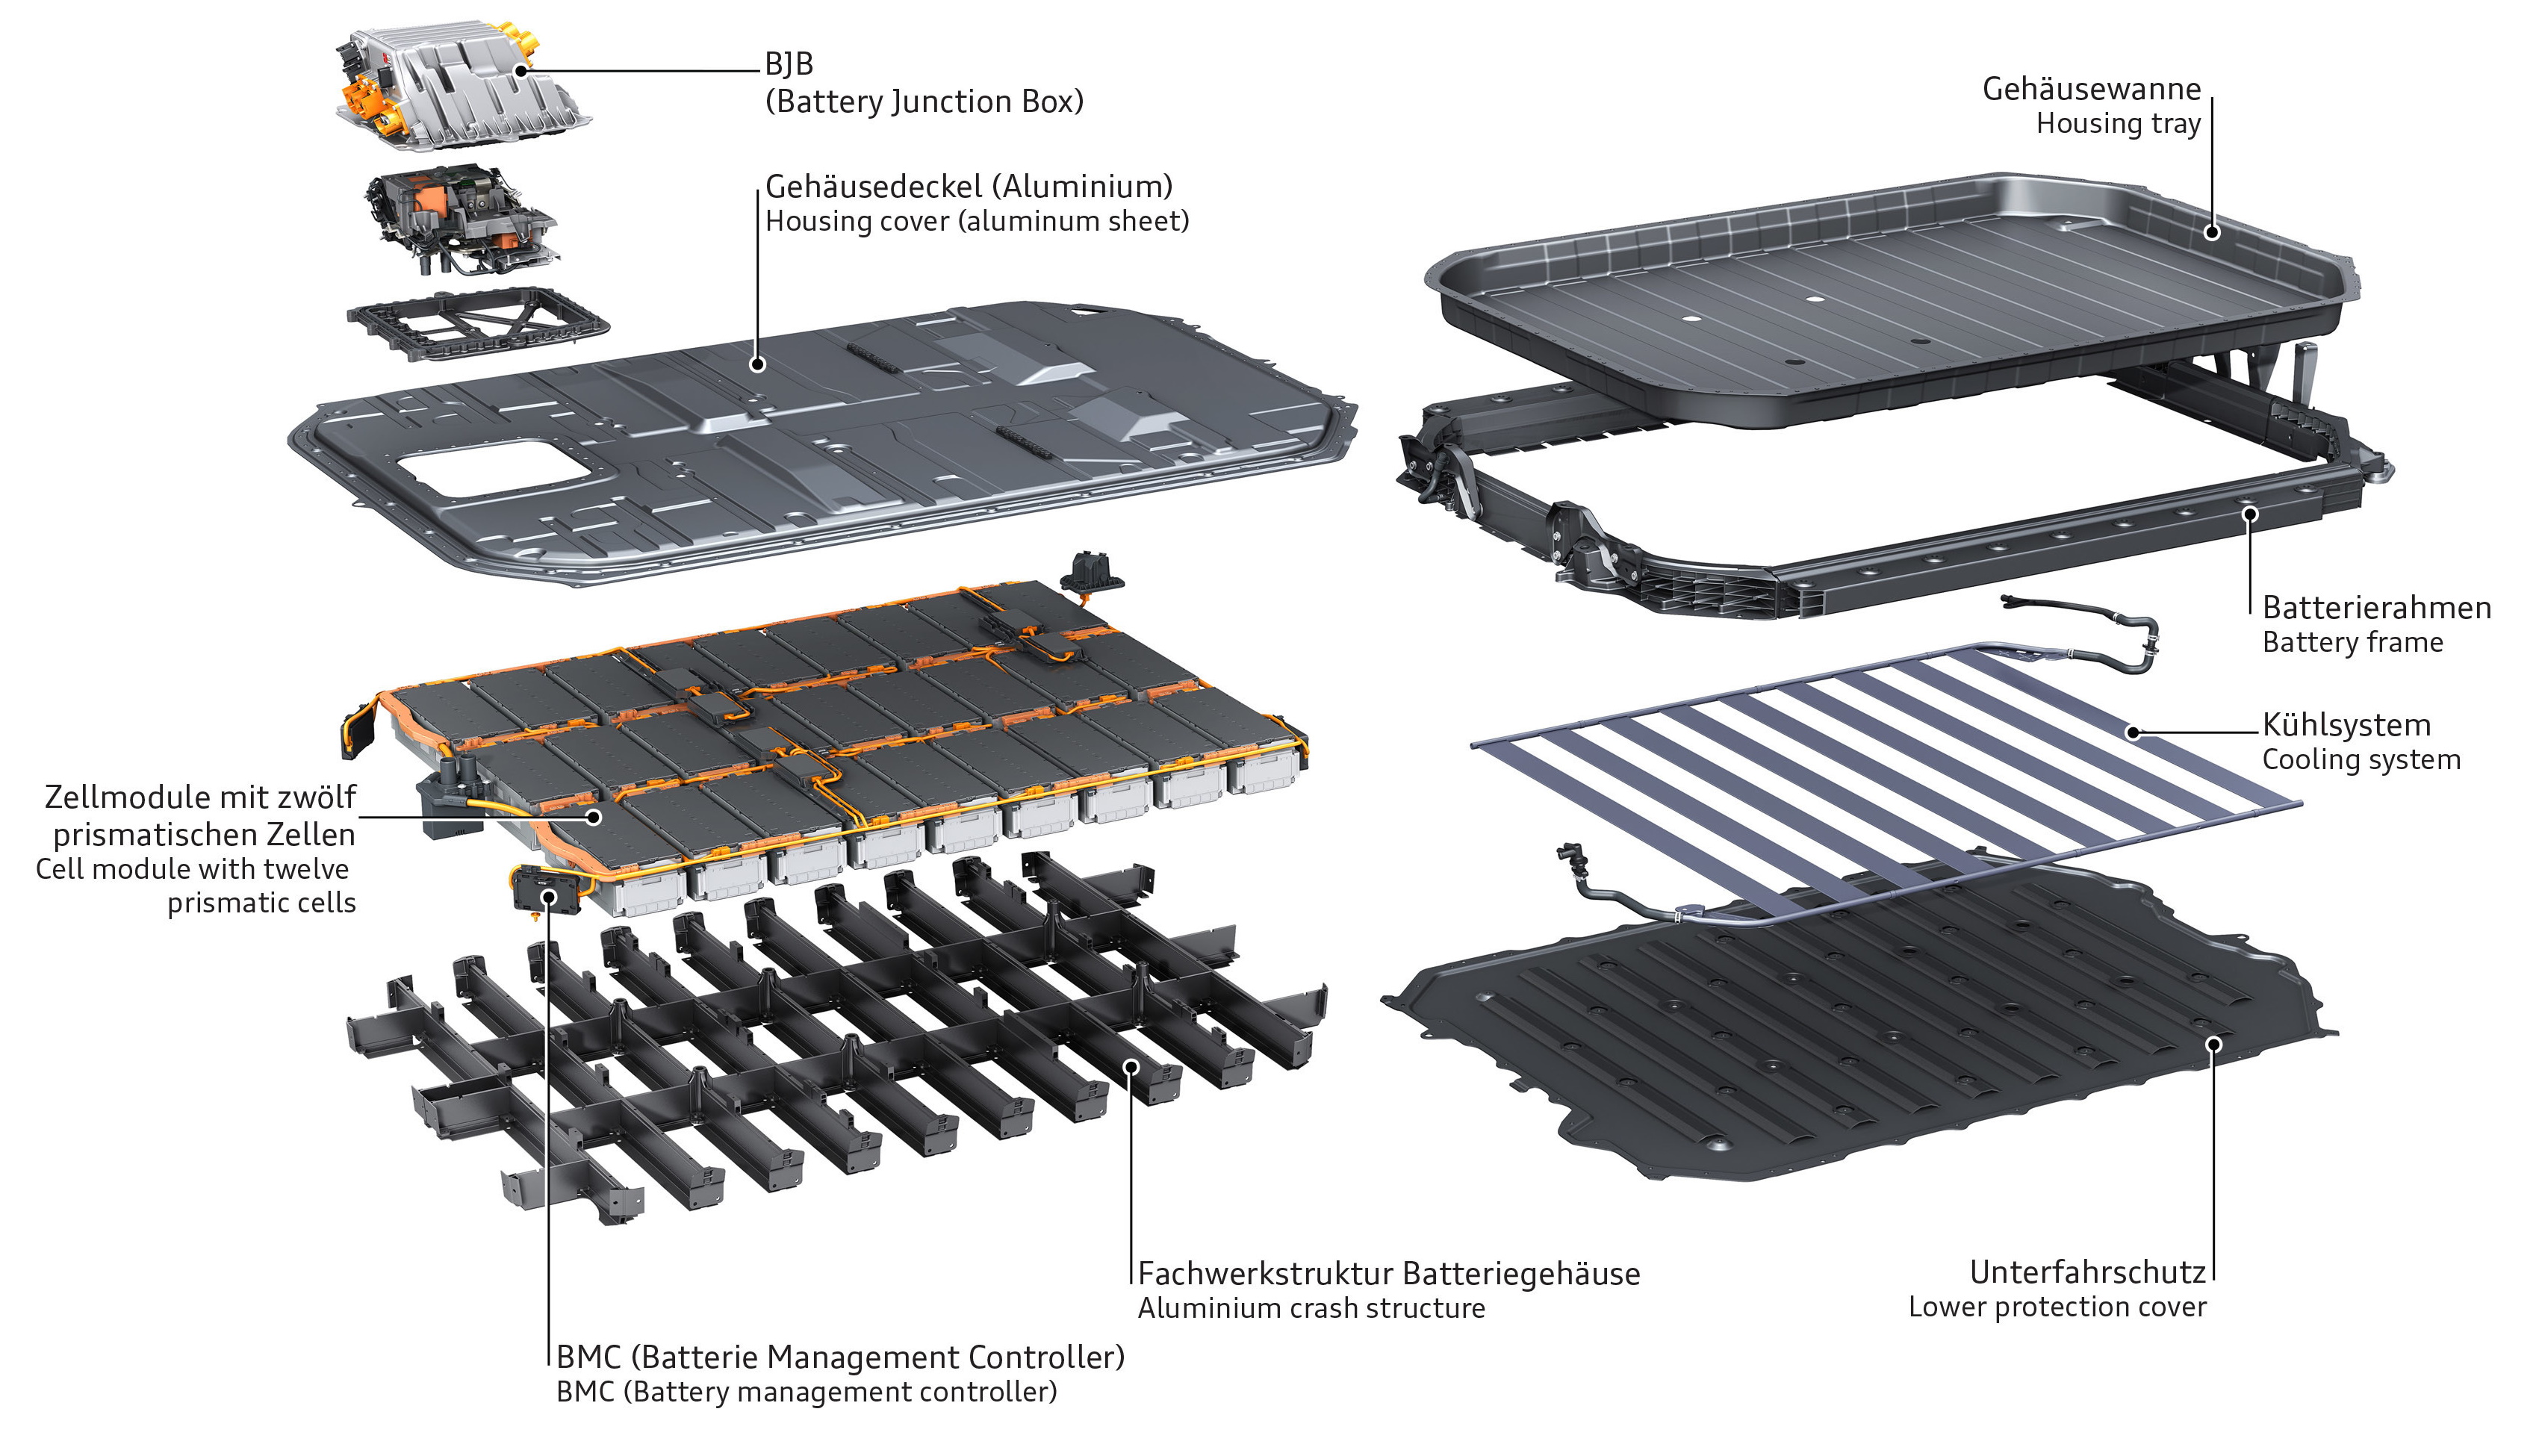 BJB
(Battery Junction Box)
Gehäusedeckel (Aluminium)
Housing cover (aluminum sheet)
Gehäusewanne
Housing tray
Batterierahmen
Battery frame
Kühlsystem
Cooling system
Zellmodule mit zwölf
prismatischen Zellen
Cell module with twelve
prismatic cells
Fachwerkstruktur Batteriegehäuse
Aluminium crash structure
Unterfahrschutz
Lower protection cover
BMC (Batterie Management Controller)
BMC (Battery management controller)